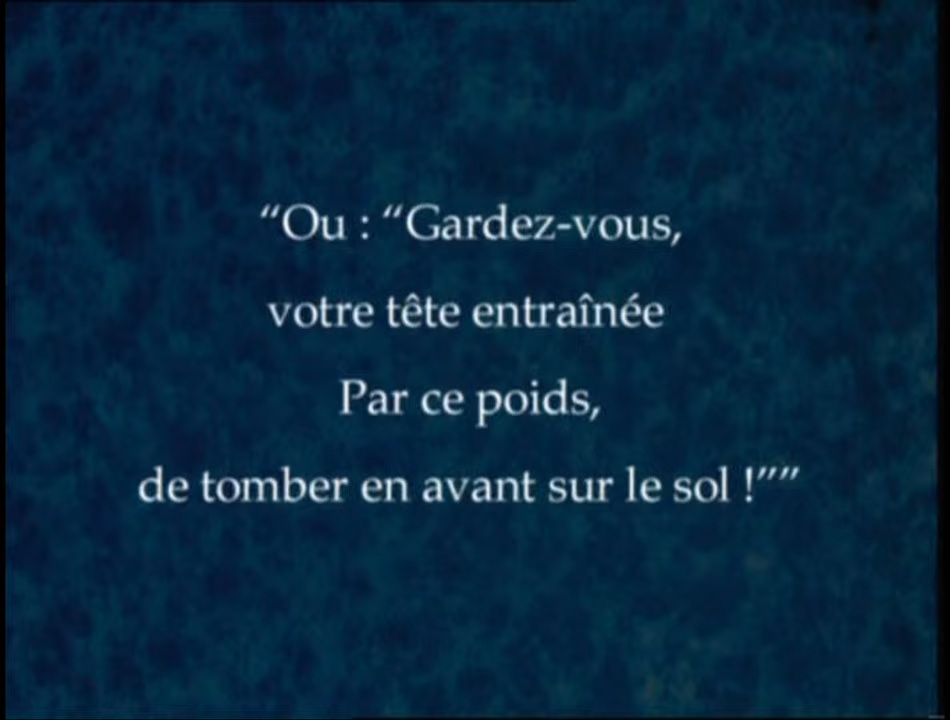 “Ou : “Gardez-vous,
votre tête entraînée
Par ce poids,
de tomber en avant sur le sol !””